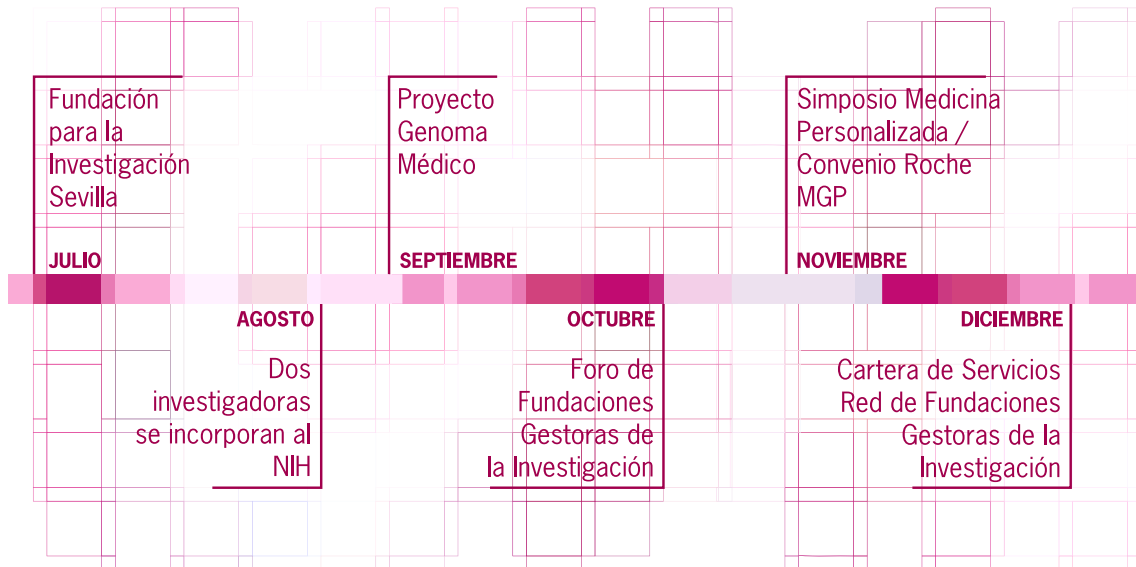 Fundación
para la
Investigación
Sevilla
JULIO
Proyecto
Genoma
Médico
SEPTIEMBRE
Simposio Medicina
Personalizada /
Convenio Roche
MGP
NOVIEMBRE
AGOSTO
Dos
investigadoras
se incorporan al
NIH
OCTUBRE
Foro de
Fundaciones
Gestoras de
la Investigación
DICIEMBRE
Cartera de Servicios
Red de Fundaciones
Gestoras de la
Investigación